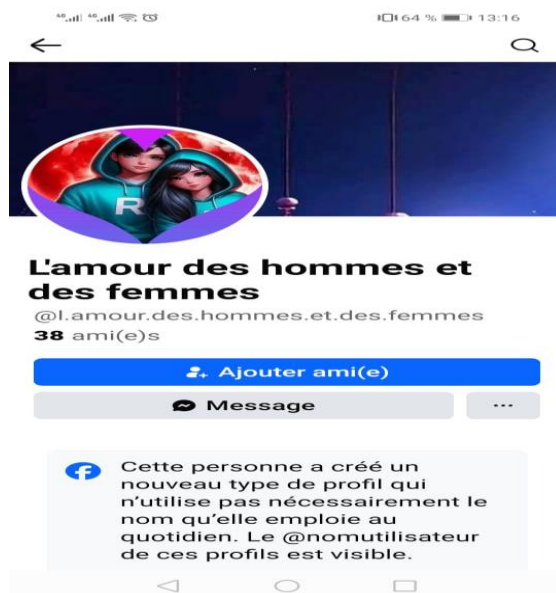 46 46 64 % 13:16
R
L'amour des hommes et
des femmes
@l.amour.des.hommes.et.des.femmes
38 ami(e)s
Ajouter ami(e)
Message
Cette personne a créé un
nouveau type de profil qui
n'utilise pas nécessairement le
nom qu'elle emploie au
quotidien. Le @nomutilisateur
de ces profils est visible.